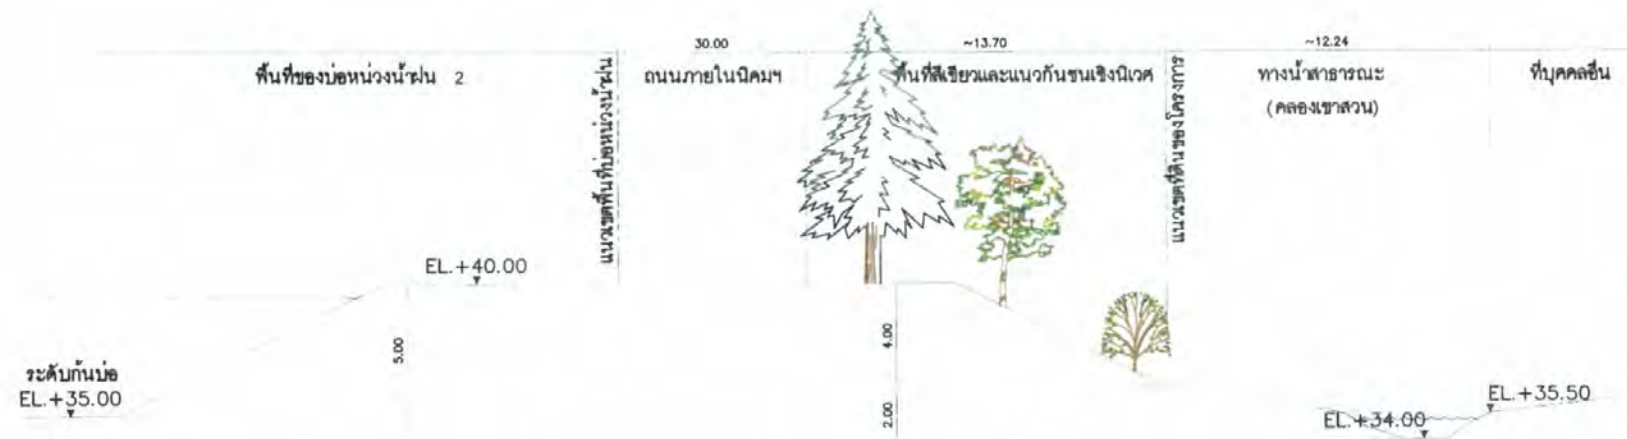 30.00
~13.70
~12.24
พื้นที่ของบ่อหน่วงน้ำฝน 2
แนวเขตพื้นที่บ่อหน่วงน้ำฝน
ถนนภายในนิคมฯ
พื้นที่สีเขียวและแนวกันชนเชิงนิเวศ
แนวเขตที่ดินของโครงการ
ทางน้ำสาธารณะ
(คลองเขาสวน)
ที่บุคคลอื่น
EL.+40.00
5.00
4.00
2.00
ระดับก้นบ่อ
EL.+35.00
EL.+34.00
EL.+35.50